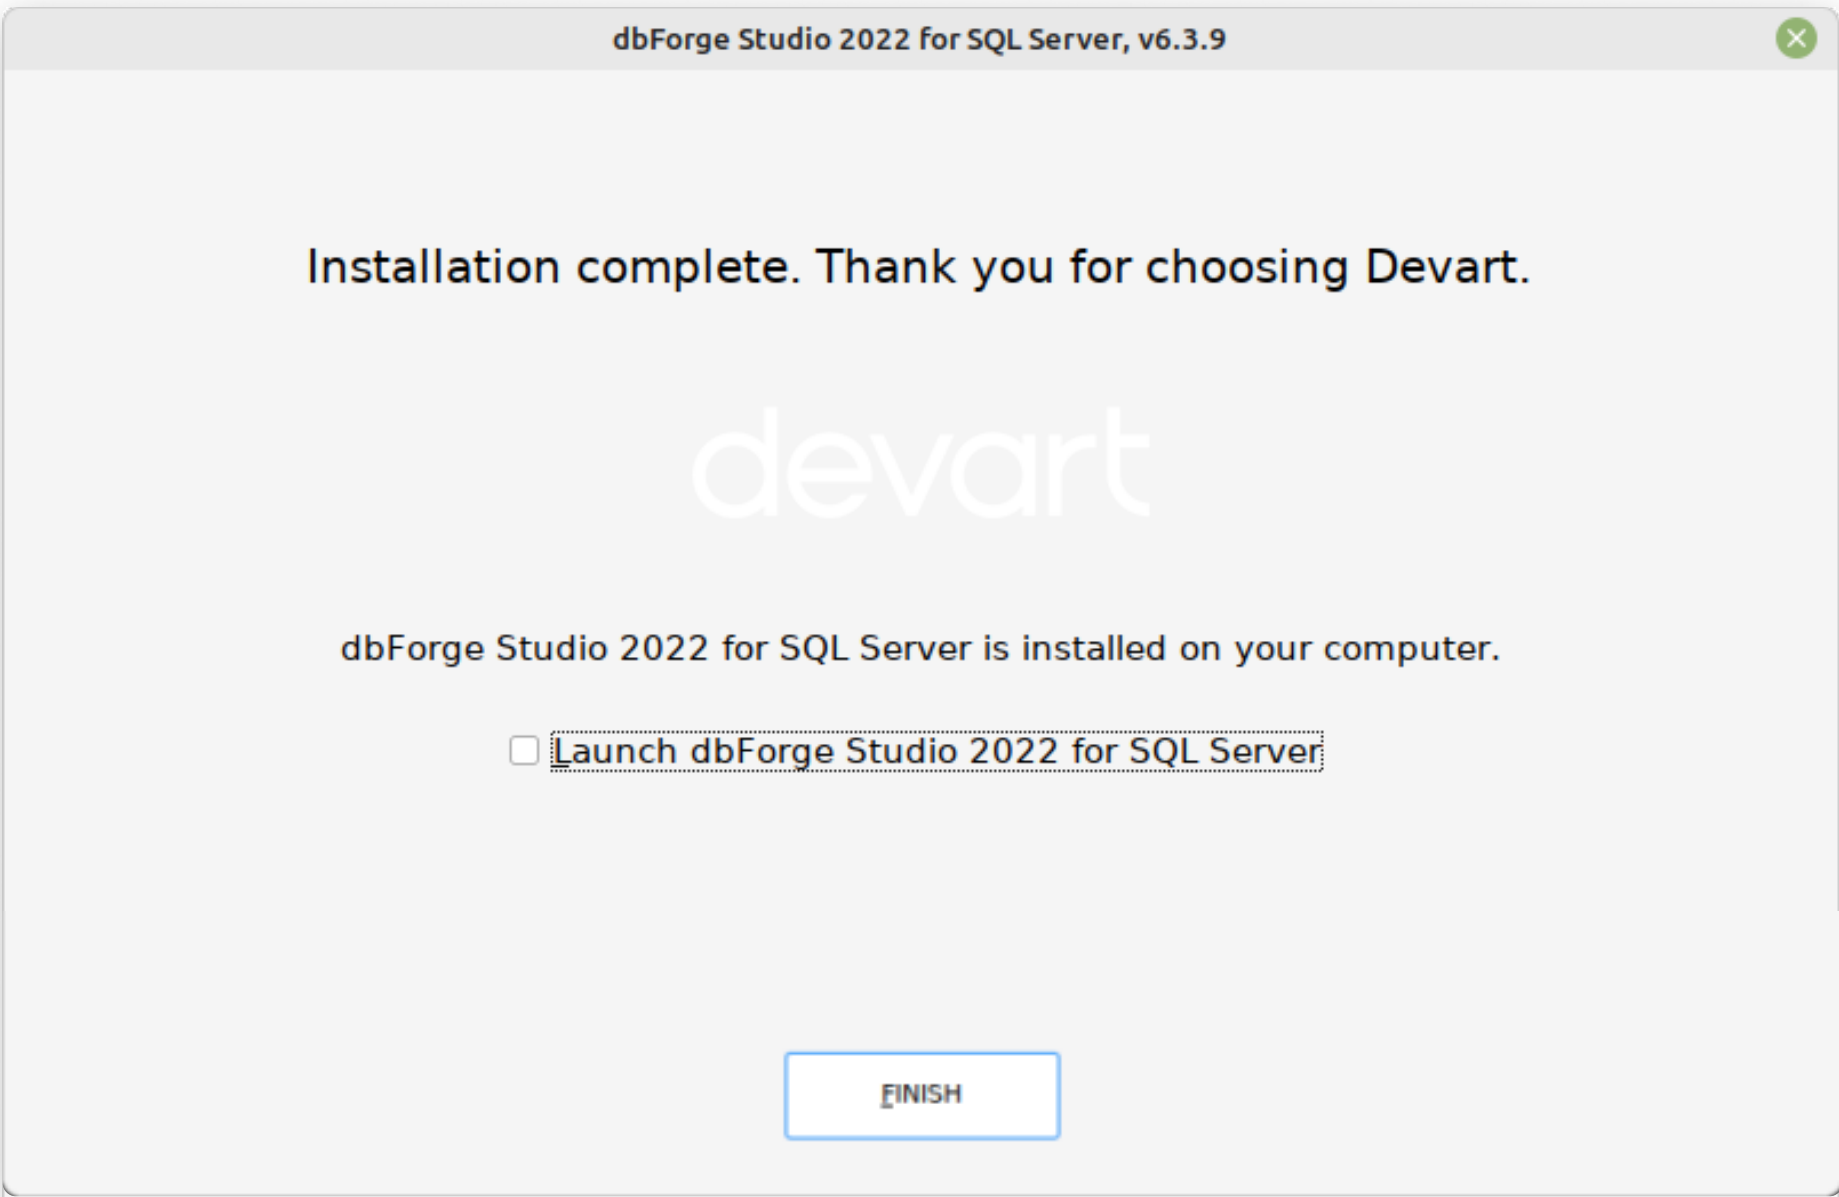 dbForge Studio 2022 for SQL Server, v6.3.9
Installation complete. Thank you for choosing Devart.
devart
dbForge Studio 2022 for SQL Server is installed on your computer.
Launch dbForge Studio 2022 for SQL Server
FINISH